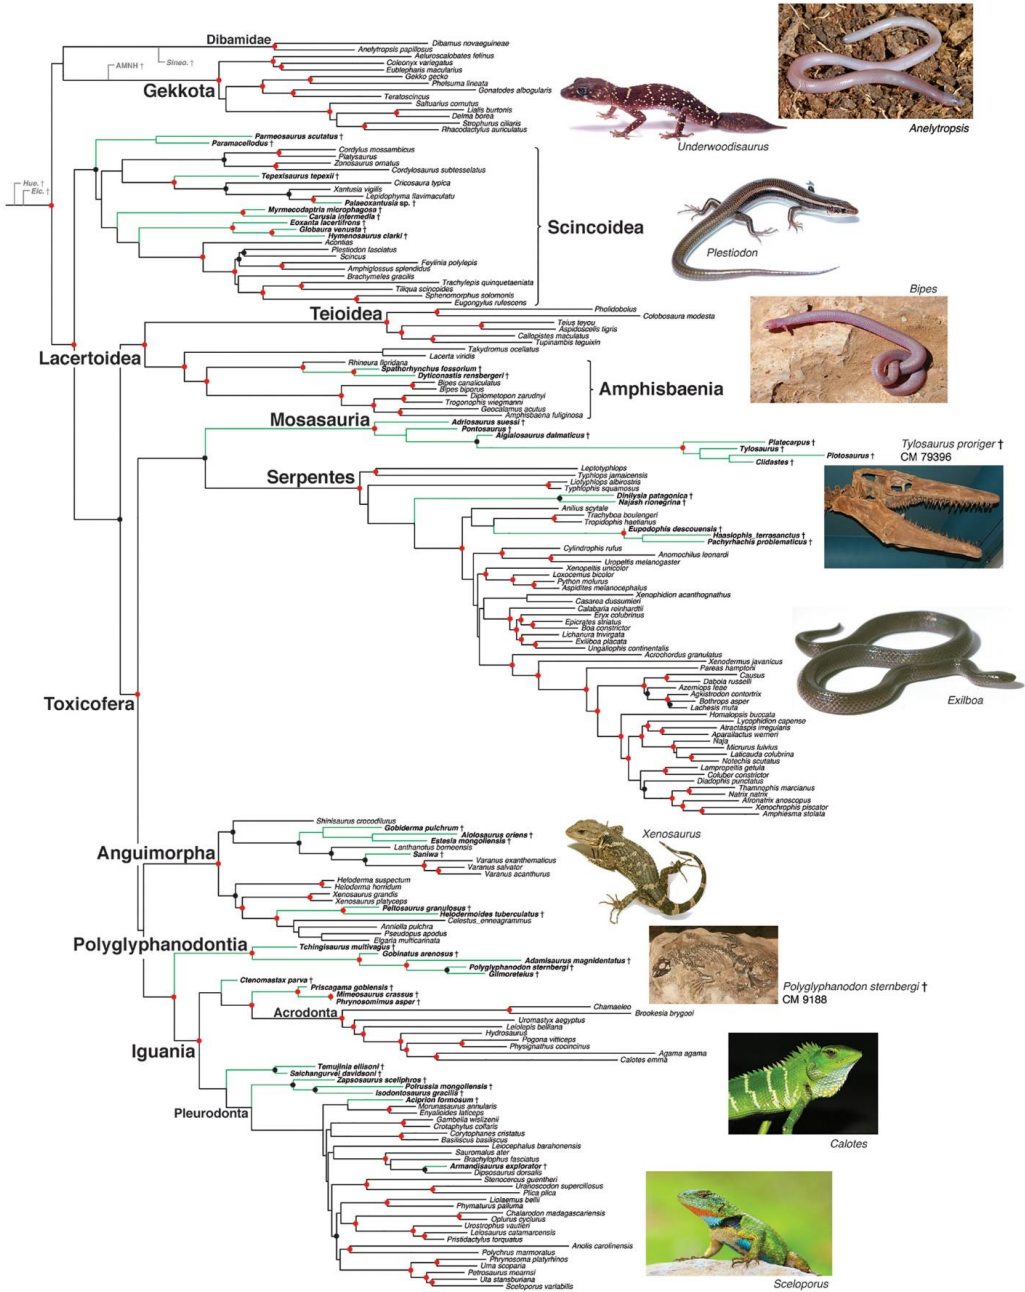 Dibamidae
Dibamus novaeguineae
Anelytropsis papillosus
Sineo. †
AMNH †
Aeluroscalabotes felinus
Coleonyx variegatus
Eublepharis macularius
Gekkota
Gekko gecko
Phelsuma lineata
Gonatodes albogularis
Teratoscincus
Saltuarius cornutus
Lialis burtonis
Delma borea
Strophurus ciliaris
Rhacodactylus auriculatus
Underwoodisaurus
Anelytropsis
Hue. †
Eic. †
Parmeosaurus scutatus †
Paramacellodus †
Cordylus mossambicus
Platysaurus
Zonosaurus ornatus
Cordylosaurus subtesselatus
Tepexisaurus tepexii †
Cricosaura typica
Xantusia vigilis
Lepidophyma flavimaculatu
Palaeoxantusia sp. †
Myrmecodaptria microphagosa †
Carusia intermedia †
Eoxanta lacertifrons †
Globaura venusta †
Hymenosaurus clarki †
Acontias
Plestiodon fasciatus
Scincus
Feylinia polylepis
Amphiglossus splendidus
Brachymeles gracilis
Trachylepis quinquetaeniata
Tiliqua scincoides
Sphenomorphus solomonis
Eugongylus rufescens
Scincoidea
Plestiodon
Bipes
Teioidea
Pholidobolus
Colobosaura modesta
Teius teyou
Aspidoscelis tigris
Callopistes maculatus
Tupinambis teguixin
Lacertoidea
Takydromus ocellatus
Lacerta viridis
Rhineura floridana
Spathorhynchus fossorium †
Dyticonastis rensbergeri †
Bipes canaliculatus
Bipes biporus
Diplometopon zarudnyi
Trogonophis wiegmanni
Geocalamus acutus
Amphisbaena fuliginosa
Amphisbaenia
Mosasauria
Adriosaurus suessi †
Pontosaurus †
Aigialosaurus dalmaticus †
Platecarpus †
Tylosaurus †
Plotosaurus †
Clidastes †
Tylosaurus proriger †
CM 79396
Serpentes
Leptotyphlops
Typhlops jamaicensis
Liotyphlops albirostris
Typhlophis squamosus
Dinilysia patagonica †
Najash rionegrina †
Anilius scytale
Trachyboa boulengeri
Tropidophis haetianus
Eupodophis descouensis †
Haasiophis_terrasanctus †
Pachyrhachis problematicus †
Cylindrophis rufus
Anomochilus leonardi
Uropeltis melanogaster
Xenopeltis unicolor
Loxocemus bicolor
Python molurus
Aspidites melanocephalus
Xenophidion acanthognathus
Casarea dussumieri
Calabaria reinhardtii
Eryx colubrinus
Epicrates striatus
Boa constrictor
Lichanura trivirgata
Exiliboa placata
Ungaliophis continentalis
Acrochordus granulatus
Xenodermus javanicus
Pareas hamptoni
Causus
Daboia russelli
Azemiops feae
Agkistrodon contortrix
Bothrops asper
Lachesis muta
Homalopsis buccata
Lycophidion capense
Atractaspis irregularis
Aparallactus werneri
Naja
Micrurus fulvius
Laticauda colubrina
Notechis scutatus
Lampropeltis getula
Coluber constrictor
Diadophis punctatus
Thamnophis marcianus
Natrix natrix
Afronatrix anoscopus
Xenochrophis piscator
Amphiesma stolata
Exilboa
Toxicofera
Anguimorpha
Shinisaurus crocodilurus
Gobiderma pulchrum †
Aiolosaurus oriens †
Estesia mongoliensis †
Lanthanotus borneensis
Saniwa †
Varanus exanthematicus
Varanus salvator
Varanus acanthurus
Heloderma suspectum
Heloderma horridum
Xenosaurus grandis
Xenosaurus platyceps
Peltosaurus granulosus †
Helodermoides tuberculatus †
Celestus_enneagrammus
Anniella pulchra
Pseudopus apodus
Elgaria multicarinata
Xenosaurus
Polyglyphanodontia
Tchingisaurus multivagus †
Gobinatus arenosus †
Adamisaurus magnidentatus †
Polyglyphanodon sternbergi †
Gilmoreteius †
Polyglyphanodon sternbergi †
CM 9188
Ctenomastax parva †
Priscagama gobiensis †
Mimeosaurus crassus †
Phrynosomimus asper †
Acrodonta
Chamaeleo
Brookesia brygooi
Uromastyx aegyptus
Leiolepis belliana
Hydrosaurus
Pogona vitticeps
Physignathus cocincinus
Agama agama
Calotes emma
Iguania
Calotes
Temujinia ellisoni †
Saichangurvel davidsoni †
Zapsosaurus sceliphros †
Polrussia mongoliensis †
Isodontosaurus gracilis †
Pleurodonta
Aciprion formosum †
Morunasaurus annularis
Enyalioides laticeps
Gambelia wislizenii
Crotaphytus collaris
Corytophanes cristatus
Basiliscus basiliscus
Leiocephalus barahonensis
Sauromalus ater
Brachylophus fasciatus
Armandisaurus explorator †
Dipsosaurus dorsalis
Stenocercus guentheri
Uranoscodon superciliosus
Plica plica
Liolaemus bellii
Phymaturus palluma
Chalarodon madagascariensis
Oplurus cyclurus
Urostrophus vautieri
Leiosaurus catamarcensis
Pristidactylus torquatus
Anolis carolinensis
Polychrus marmoratus
Phrynosoma platyrhinos
Uma scoparia
Petrosaurus mearnsi
Uta stansburiana
Sceloporus variabilis
Sceloporus